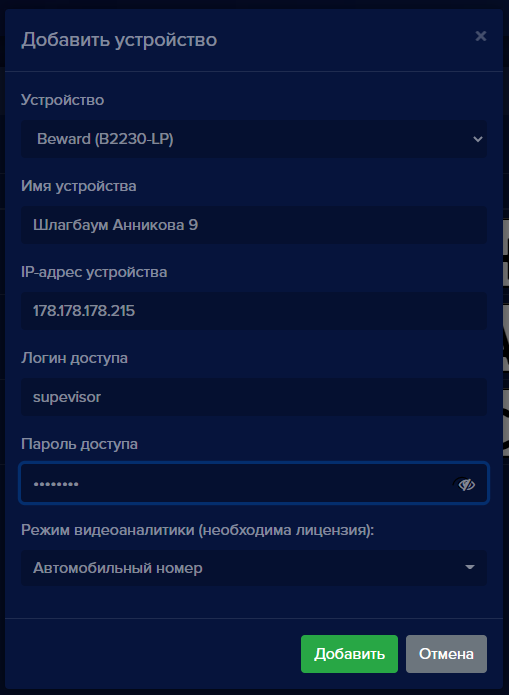 Добавить устройство ×
Устройство
Beward (B2230-LP)
Имя устройства
Шлагбаум Анникова 9
IP-адрес устройства
178.178.178.215
Логин доступа
supevisor
Пароль доступа
••••••••
Режим видеоаналитики (необходима лицензия):
Автомобильный номер
Добавить Отмена